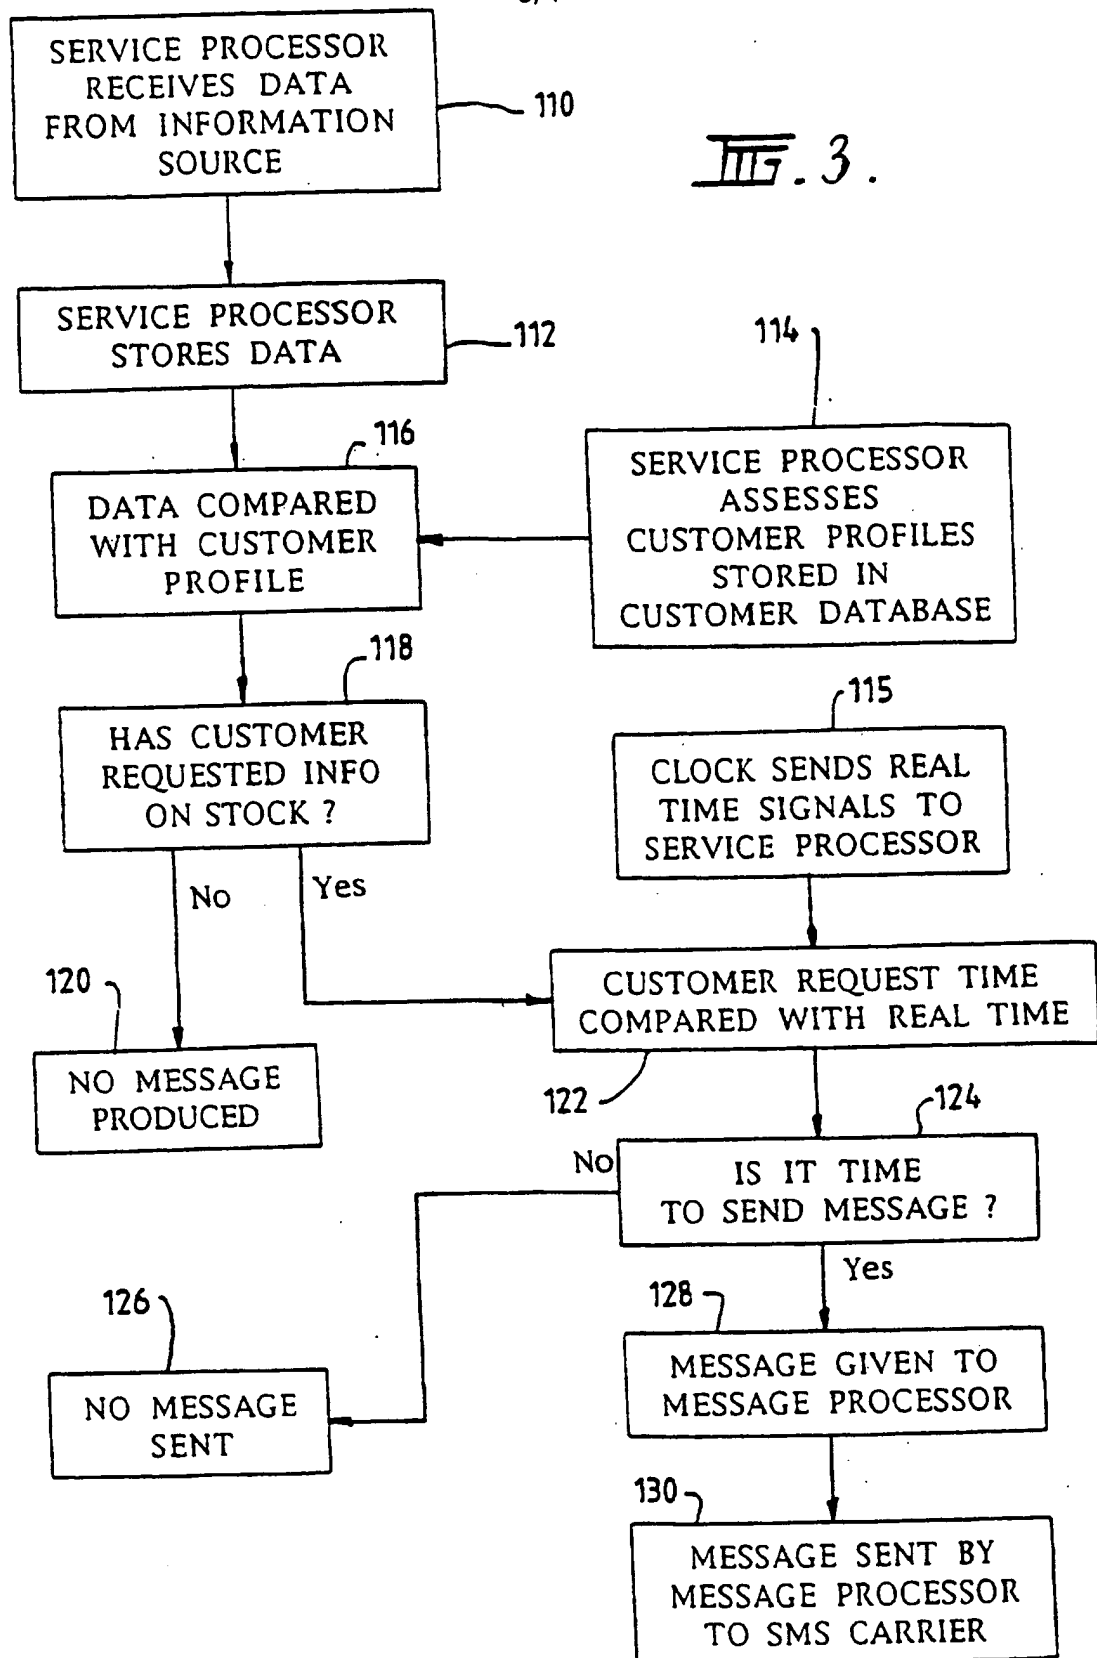 SERVICE PROCESSOR
RECEIVES DATA
FROM INFORMATION
SOURCE
110
FIG. 3.
SERVICE PROCESSOR
STORES DATA
112
114
116
DATA COMPARED
WITH CUSTOMER
PROFILE
SERVICE PROCESSOR
ASSESSES
CUSTOMER PROFILES
STORED IN
CUSTOMER DATABASE
118
HAS CUSTOMER
REQUESTED INFO
ON STOCK ?
115
CLOCK SENDS REAL
TIME SIGNALS TO
SERVICE PROCESSOR
No
Yes
120
NO MESSAGE
PRODUCED
CUSTOMER REQUEST TIME
COMPARED WITH REAL TIME
122
124
No
IS IT TIME
TO SEND MESSAGE ?
Yes
126
NO MESSAGE
SENT
128
MESSAGE GIVEN TO
MESSAGE PROCESSOR
130
MESSAGE SENT BY
MESSAGE PROCESSOR
TO SMS CARRIER